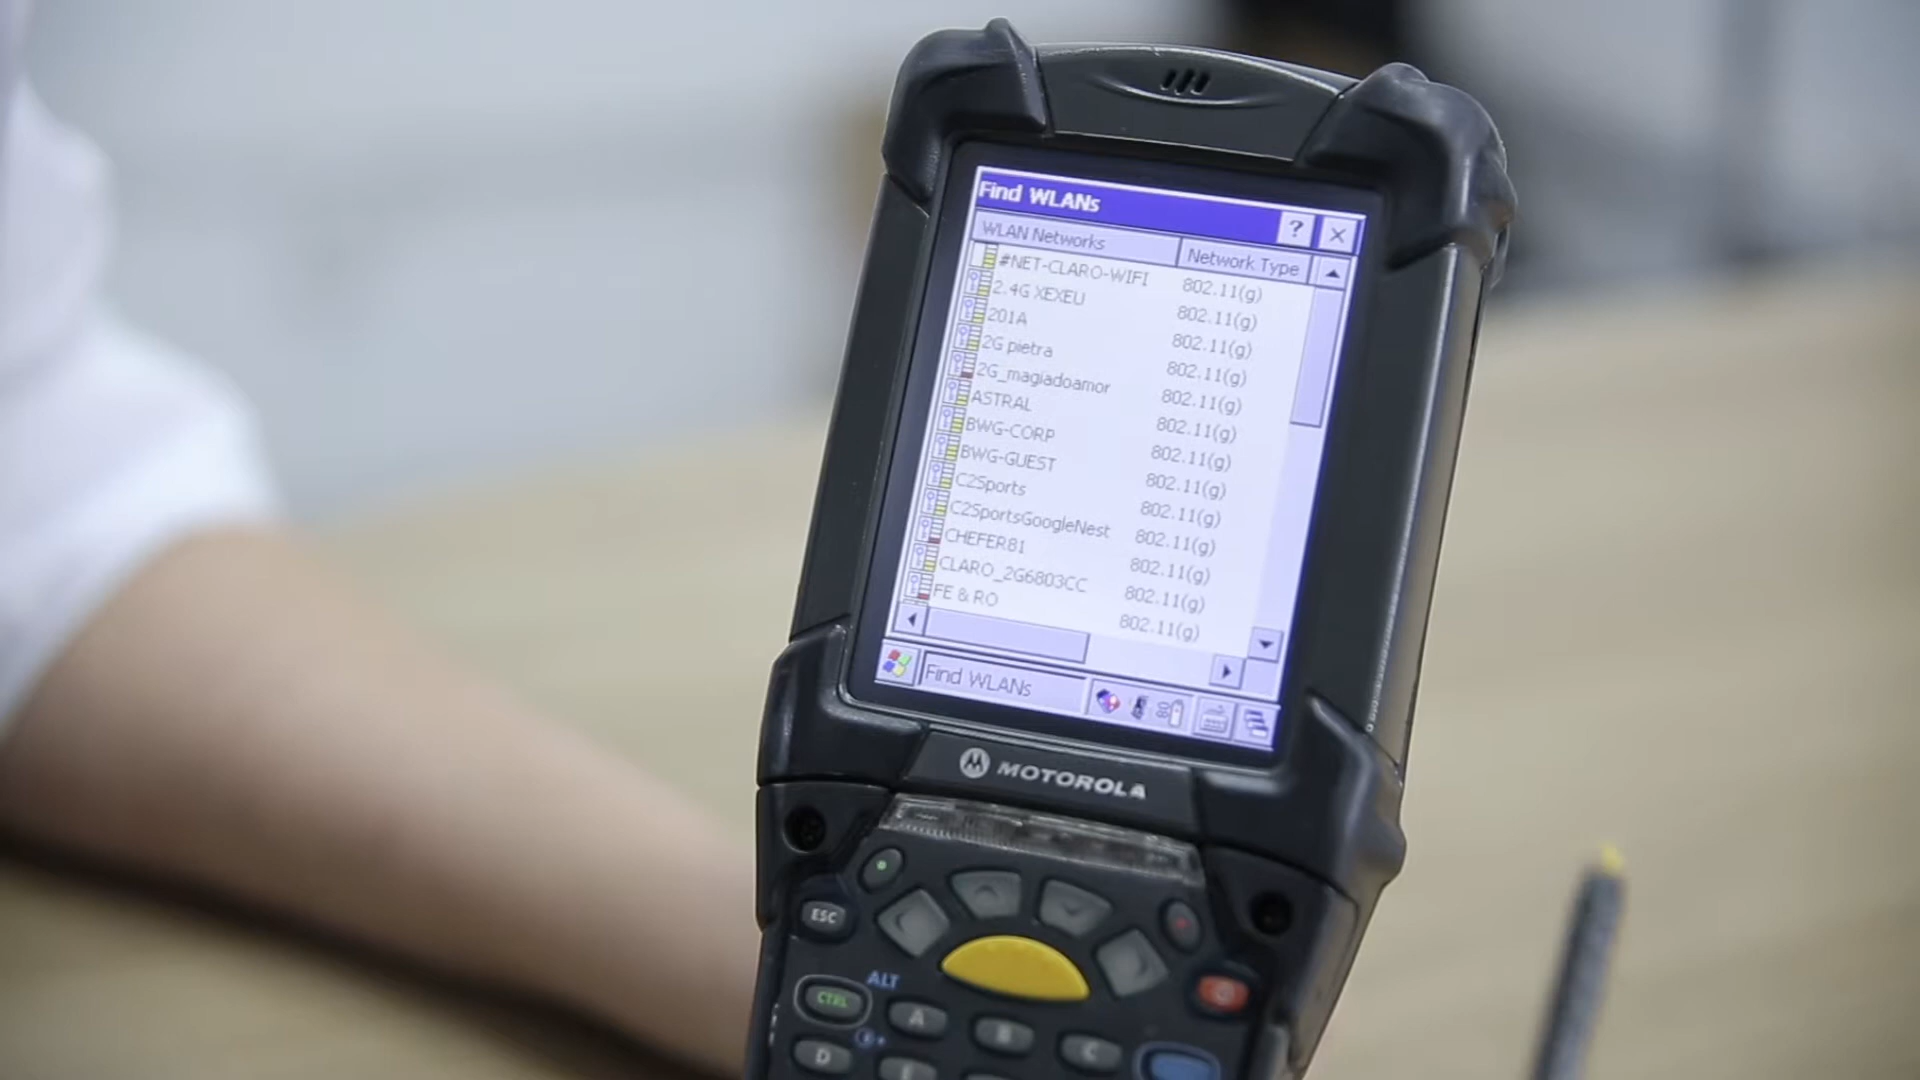 Find WLANs ? ×
WLAN Networks Network Type
#NET-CLARO-WIFI 802.11(g)
2.4G XEXEU 802.11(g)
201A 802.11(g)
2G pietra 802.11(g)
2G_magiadoamor 802.11(g)
ASTRAL 802.11(g)
BWG-CORP 802.11(g)
BWG-GUEST 802.11(g)
C2Sports 802.11(g)
C2SportsGoogleNest 802.11(g)
CHEFER81 802.11(g)
CLARO_2G6803CC 802.11(g)
FE & RO 802.11(g)
Find WLANs
MOTOROLA
ESC
ALT
CTRL A B C
D